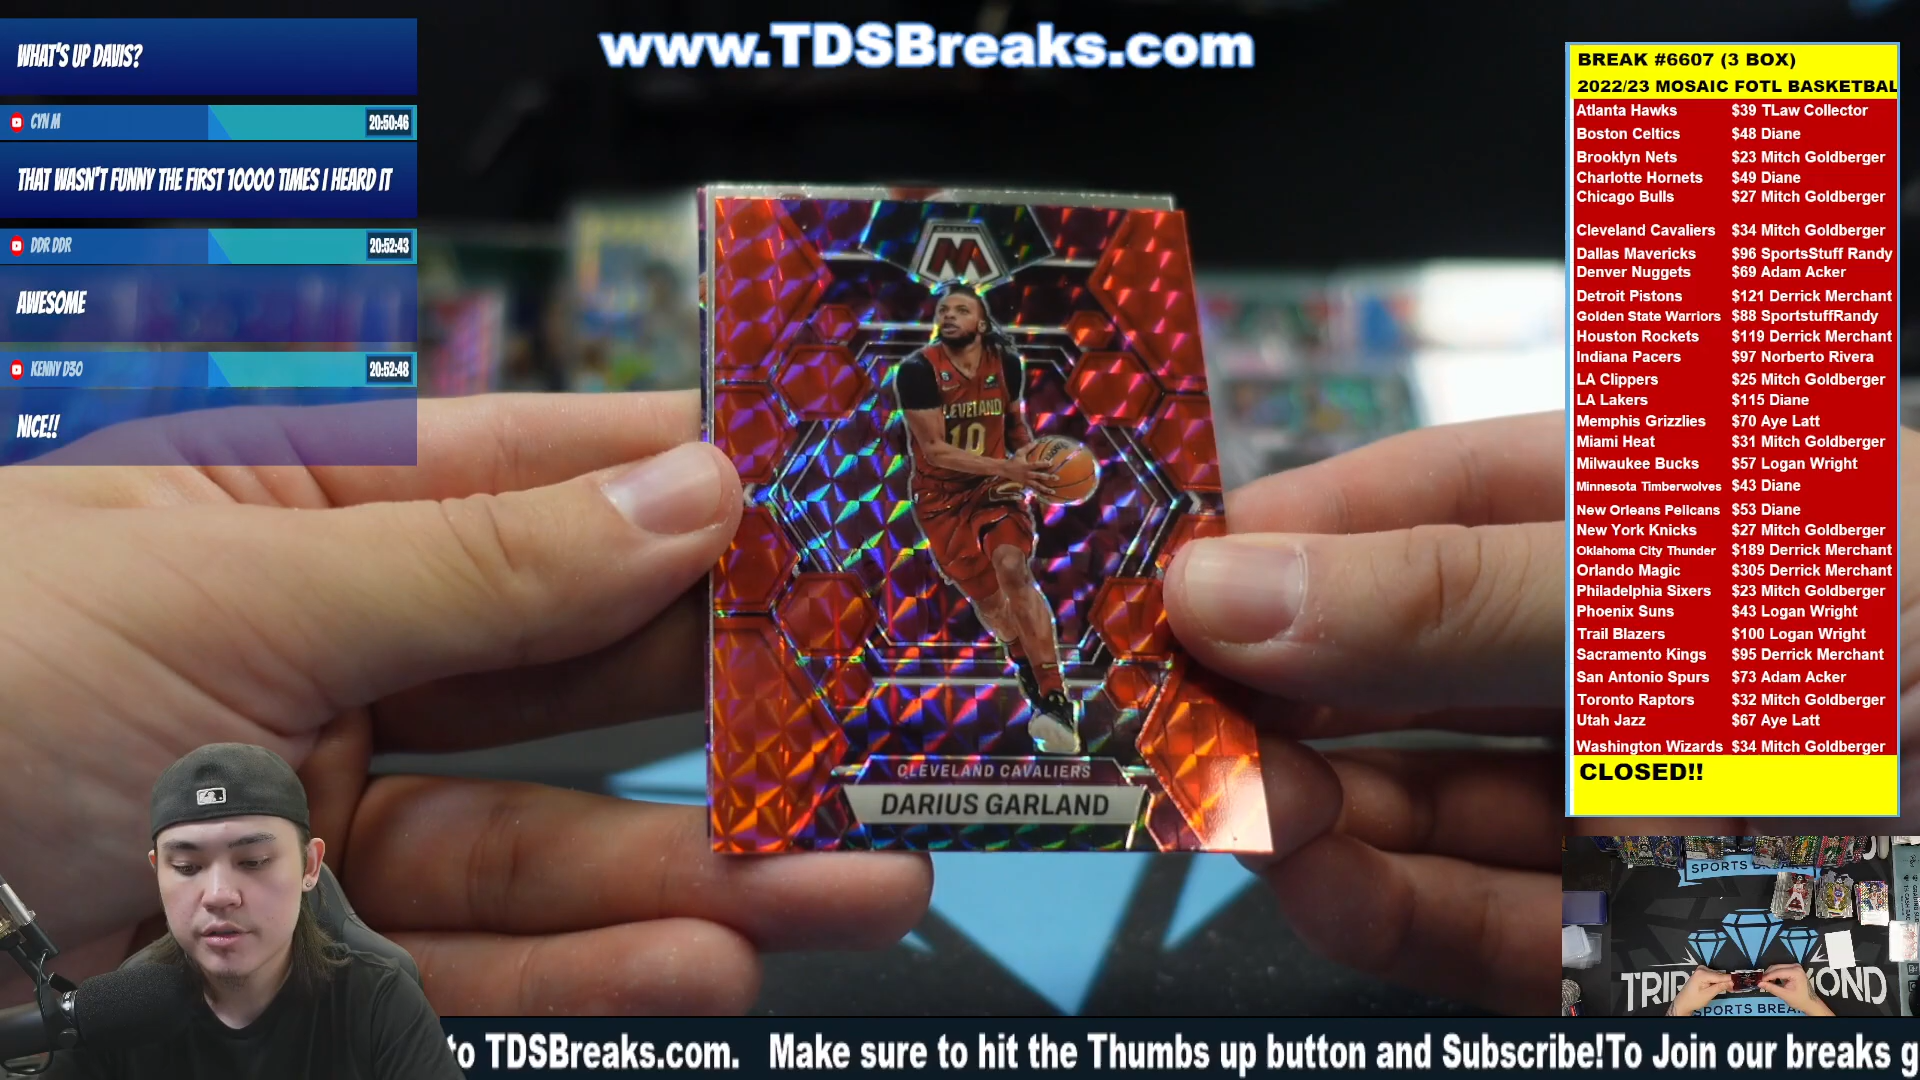 www.TDSBreaks.com
WHAT'S UP DAVIS?
CYN M
20:50:46
THAT WASN'T FUNNY THE FIRST 10000 TIMES I HEARD IT
DDR DDR
20:52:43
AWESOME
KENNY D30
20:52:48
NICE!!
MOSAIC
CLEVELAND
10
CLEVELAND CAVALIERS
DARIUS GARLAND
BREAK #6607 (3 BOX)
2022/23 MOSAIC FOTL BASKETBAL
Atlanta Hawks $39 TLaw Collector
Boston Celtics $48 Diane
Brooklyn Nets $23 Mitch Goldberger
Charlotte Hornets $49 Diane
Chicago Bulls $27 Mitch Goldberger
Cleveland Cavaliers $34 Mitch Goldberger
Dallas Mavericks $96 SportsStuff Randy
Denver Nuggets $69 Adam Acker
Detroit Pistons $121 Derrick Merchant
Golden State Warriors $88 SportstuffRandy
Houston Rockets $119 Derrick Merchant
Indiana Pacers $97 Norberto Rivera
LA Clippers $25 Mitch Goldberger
LA Lakers $115 Diane
Memphis Grizzlies $70 Aye Latt
Miami Heat $31 Mitch Goldberger
Milwaukee Bucks $57 Logan Wright
Minnesota Timberwolves $43 Diane
New Orleans Pelicans $53 Diane
New York Knicks $27 Mitch Goldberger
Oklahoma City Thunder $189 Derrick Merchant
Orlando Magic $305 Derrick Merchant
Philadelphia Sixers $23 Mitch Goldberger
Phoenix Suns $43 Logan Wright
Trail Blazers $100 Logan Wright
Sacramento Kings $95 Derrick Merchant
San Antonio Spurs $73 Adam Acker
Toronto Raptors $32 Mitch Goldberger
Utah Jazz $67 Aye Latt
Washington Wizards $34 Mitch Goldberger
CLOSED!!
SPORTS BREAKS
SPORTS BREA
to TDSBreaks.com. Make sure to hit the Thumbs up button and Subscribe!To Join our breaks g